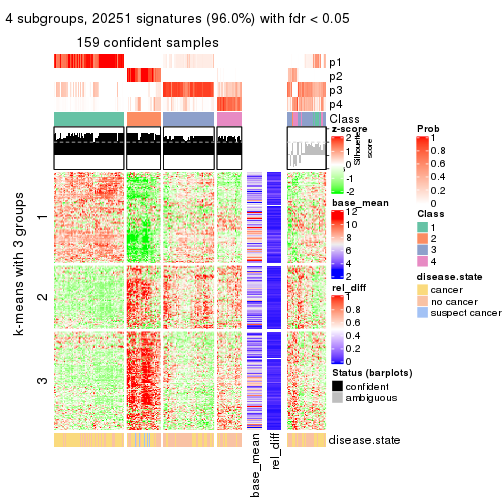 4 subgroups, 20251 signatures (96.0%) with fdr < 0.05
159 confident samples
p1
p2
p3
p4
Class
Silhouette
score
k-means with 3 groups
1
2
3
base_mean
rel_diff
disease.state
z-score
2
1
0
-1
-2
base_mean
12
10
8
6
4
2
rel_diff
1
0.8
0.6
0.4
0.2
0
Status (barplots)
confident
ambiguous
Prob
1
0.8
0.6
0.4
0.2
0
Class
1
2
3
4
disease.state
cancer
no cancer
suspect cancer